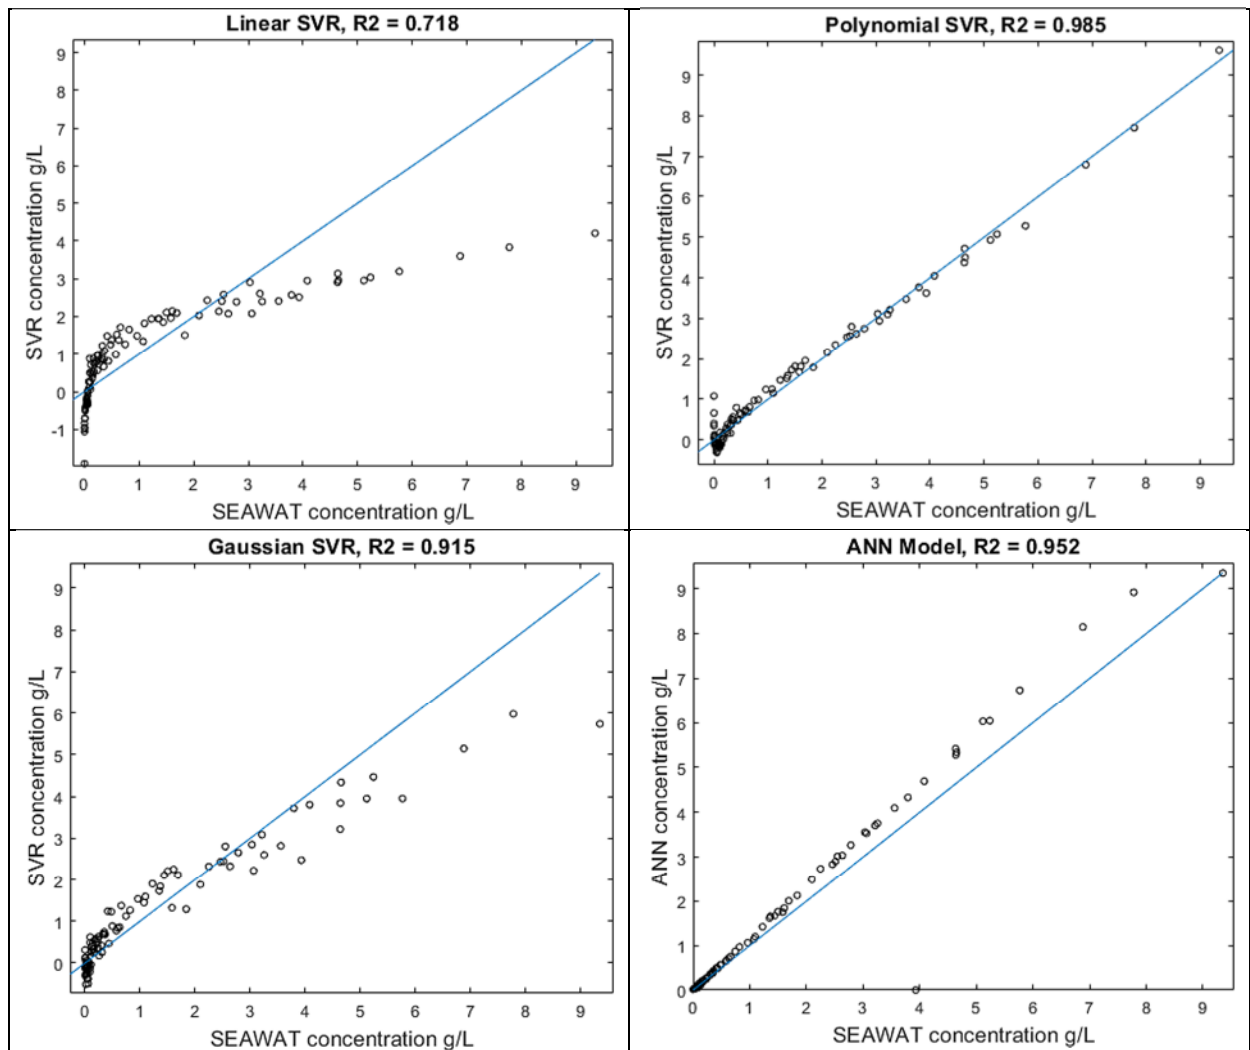 Linear SVR, R2 = 0.718
9
8
7
6
5
4
3
2
1
0
-1
SVR concentration g/L
0 1 2 3 4 5 6 7 8 9
SEAWAT concentration g/L
Polynomial SVR, R2 = 0.985
9
8
7
6
5
4
3
2
1
0
SVR concentration g/L
0 1 2 3 4 5 6 7 8 9
SEAWAT concentration g/L
Gaussian SVR, R2 = 0.915
9
8
7
6
5
4
3
2
1
0
SVR concentration g/L
0 1 2 3 4 5 6 7 8 9
SEAWAT concentration g/L
ANN Model, R2 = 0.952
9
8
7
6
5
4
3
2
1
0
ANN concentration g/L
0 1 2 3 4 5 6 7 8 9
SEAWAT concentration g/L